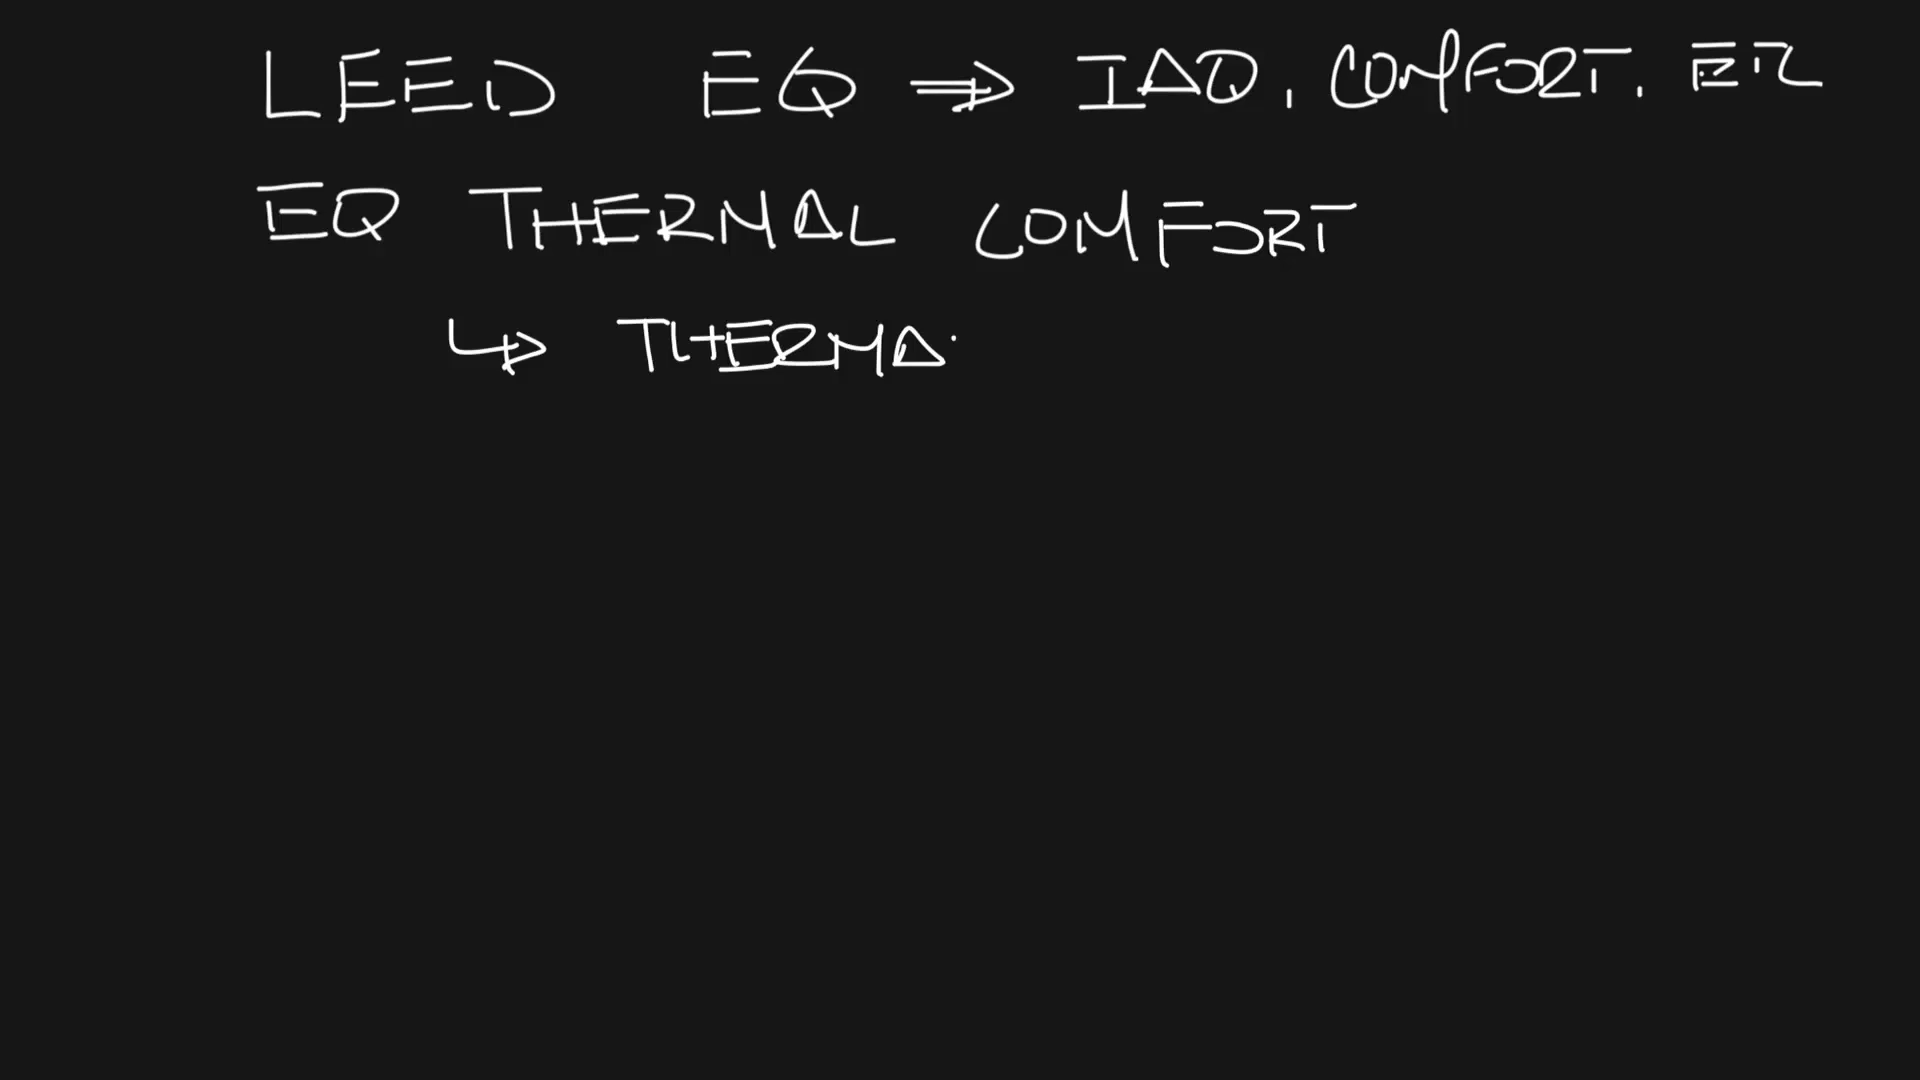 LEED EQ ⇒ IAQ, COMFORT, ETC
EQ THERMAL COMFORT
↳ THERMA